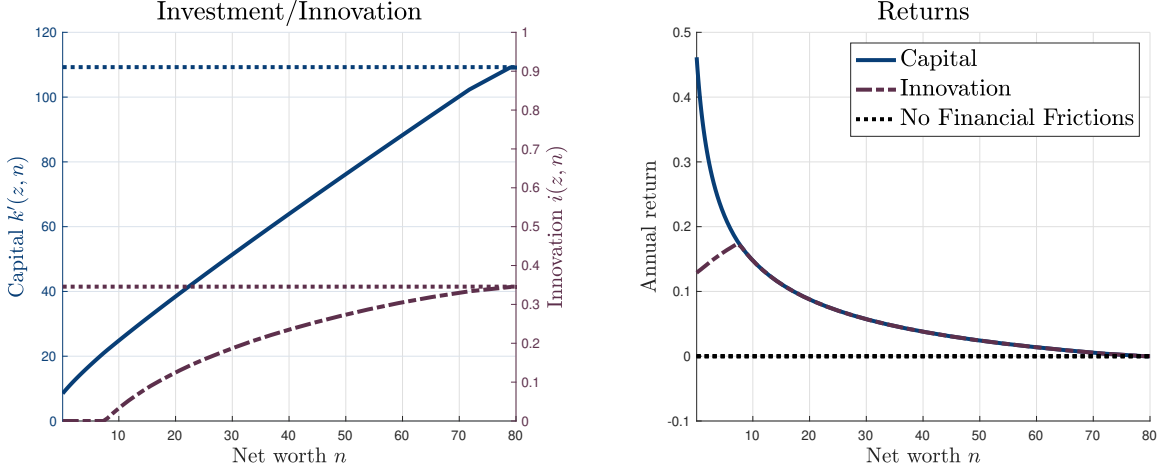 Investment/Innovation
120
100
80
60
40
20
0
Capital k′(z, n)
1
0.9
0.8
0.7
0.6
0.5
0.4
0.3
0.2
0.1
0
Innovation i(z, n)
10 20 30 40 50 60 70 80
Net worth n
Returns
0.5
0.4
0.3
0.2
0.1
0
-0.1
Annual return
Capital
Innovation
No Financial Frictions
10 20 30 40 50 60 70 80
Net worth n